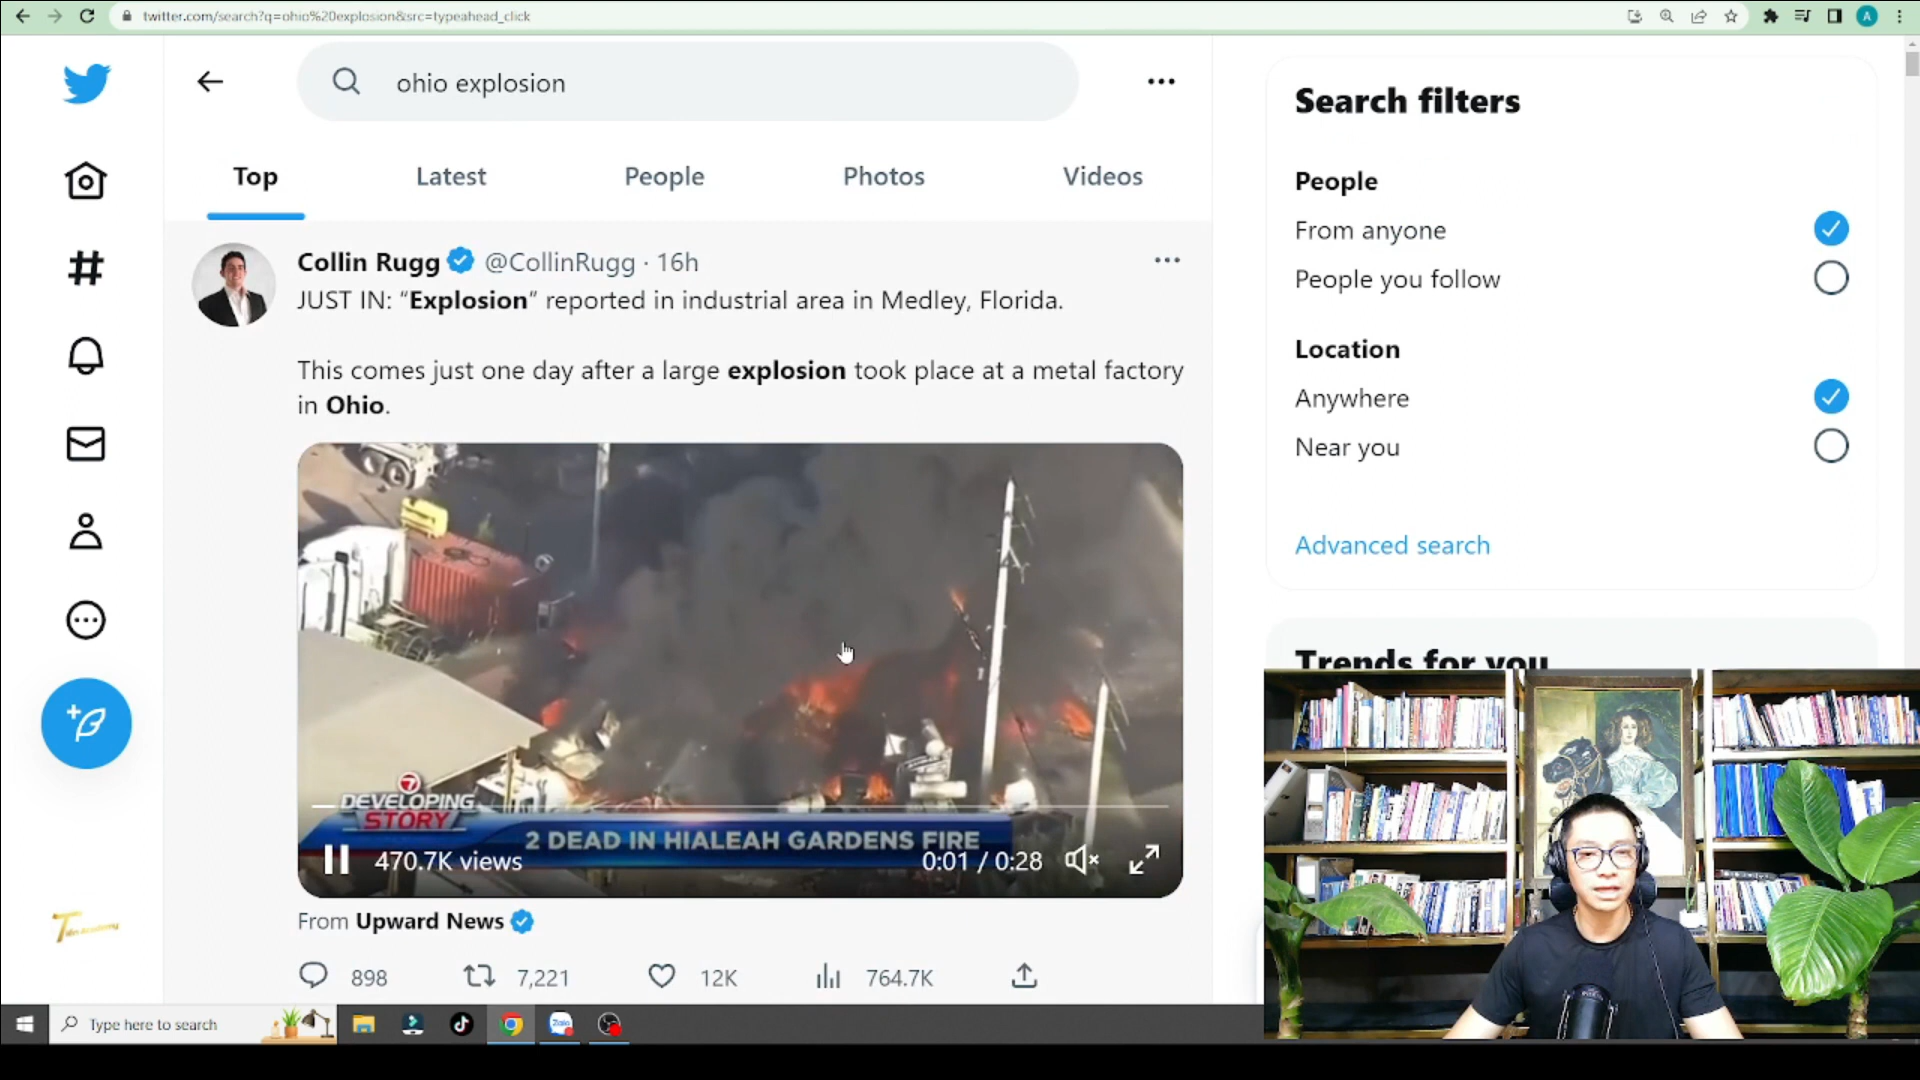 twitter.com/search?q=ohio%20explosion&src=typeahead_click
A
ohio explosion
Top
Latest
People
Photos
Videos
Collin Rugg @CollinRugg · 16h
JUST IN: “Explosion” reported in industrial area in Medley, Florida.
This comes just one day after a large explosion took place at a metal factory
in Ohio.
7
DEVELOPING
STORY
2 DEAD IN HIALEAH GARDENS FIRE
470.7K views
0:01 / 0:28
From Upward News
898
7,221
12K
764.7K
Search filters
People
From anyone
People you follow
Location
Anywhere
Near you
Advanced search
Trends for you
Type here to search
Zalo